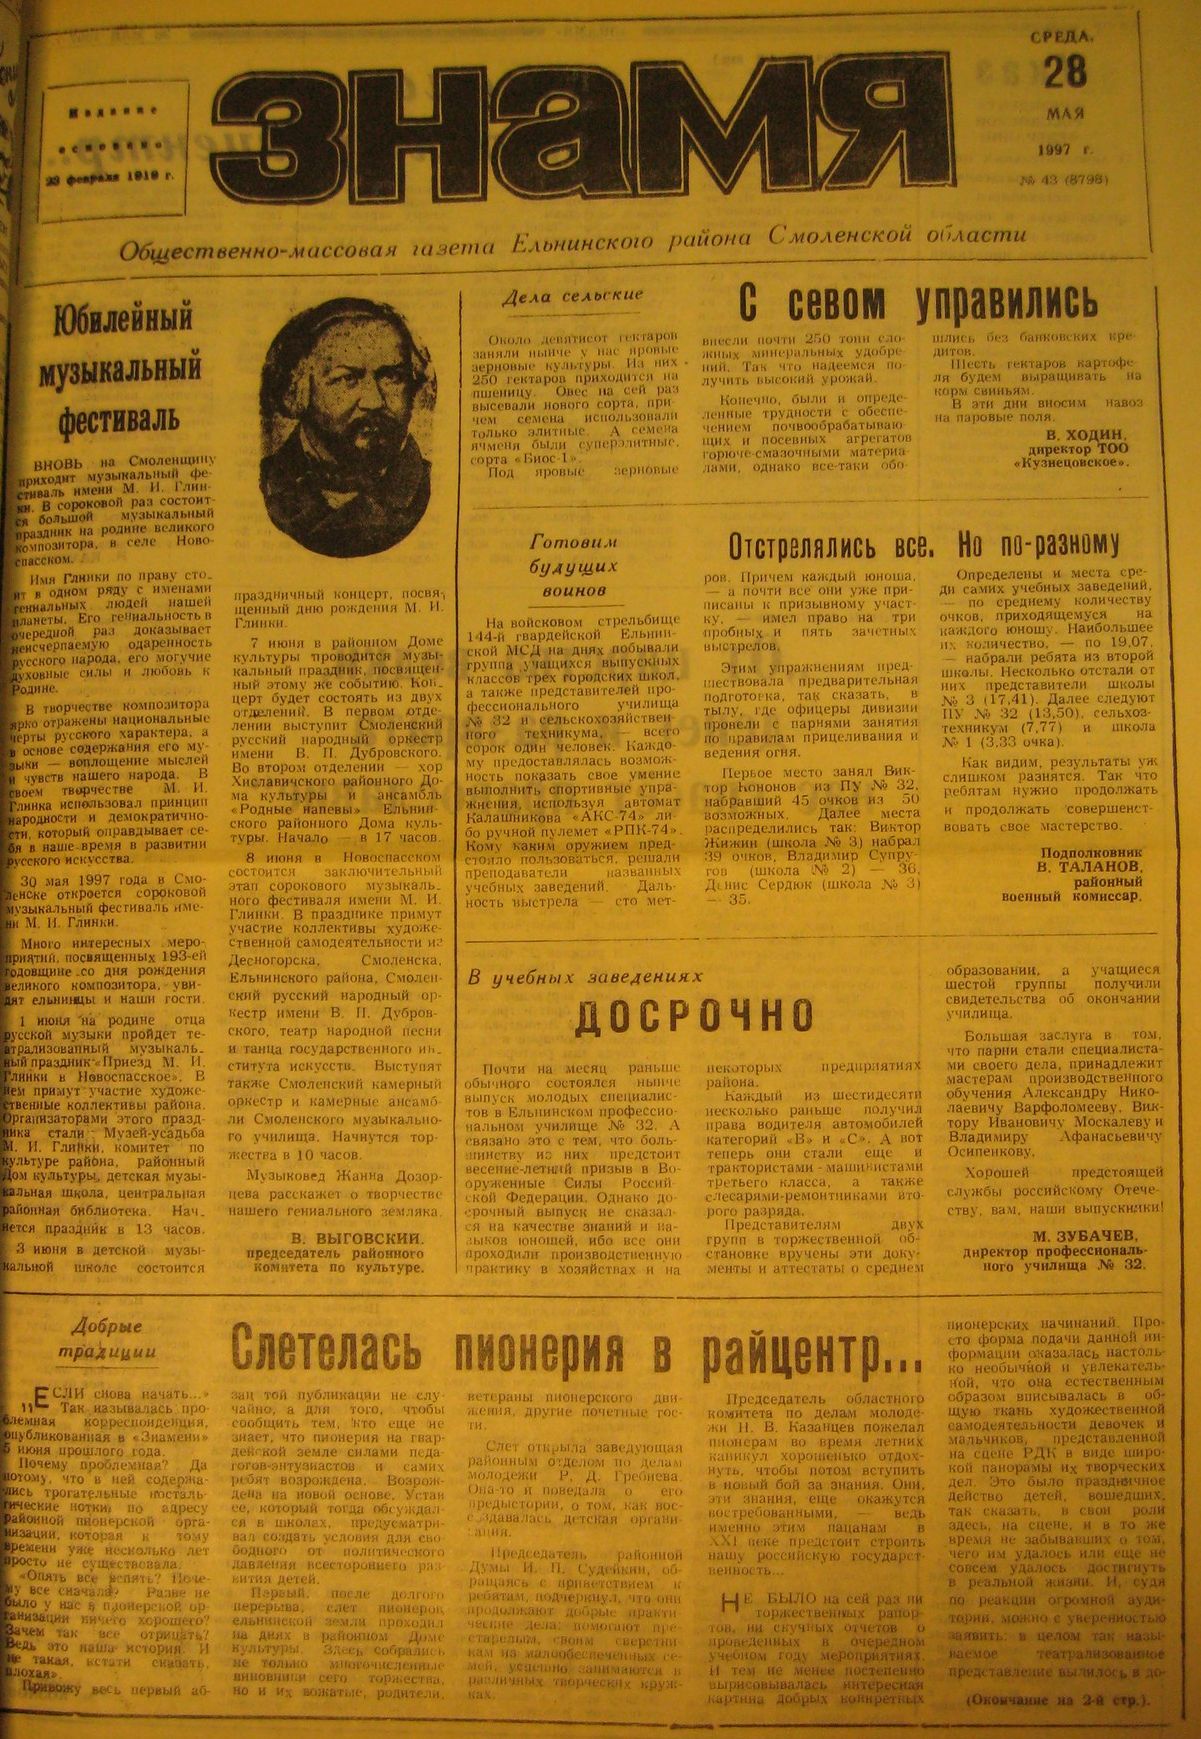 Издание
основано
23 февраля 1919 г.
ЗНАМЯ
СРЕДА,
28
МАЯ
1997 г.
№ 43 (8798)
Общественно-массовая газета Ельнинского района Смоленской области
Юбилейный
музыкальный
фестиваль
ВНОВЬ на Смоленщину
приходит музыкальный фе-
стиваль имени М. И. Глин-
ки. В сороковой раз состоит-
ся большой музыкальный
праздник на родине великого
композитора, в селе Ново-
спасском.
Имя Глинки по праву сто-
ит в одном ряду с именами
гениальных людей нашей
планеты. Его гениальность в
очередной раз доказывает
неисчерпаемую одаренность
русского народа, его могучие
духовные силы и любовь к
Родине.
В творчестве композитора
ярко отражены национальные
черты русского характера, а
в основе содержания его му-
зыки — воплощение мыслей
и чувств нашего народа. В
своем творчестве М. И.
Глинка использовал принцип
народности и демократично-
сти, который оправдывает се-
бя в наше время в развитии
русского искусства.
30 мая 1997 года в Смо-
ленске откроется сороковой
музыкальный фестиваль име-
ни М. И. Глинки.
Много интересных меро-
приятий, посвященных 193-ей
годовщине со дня рождения
великого композитора, уви-
дят ельнинцы и наши гости.
1 июня на родине отца
русской музыки пройдет те-
атрализованный музыкаль-
ный праздник «Приезд М. И.
Глинки в Новоспасское». В
нем примут участие художе-
ственные коллективы района.
Организаторами этого празд-
ника стали: Музей-усадьба
М. И. Глинки, комитет по
культуре района, районный
Дом культуры, детская музы-
кальная школа, центральная
районная библиотека. Нач-
нется праздник в 13 часов.
3 июня в детской музы-
кальной школе состоится
праздничный концерт, посвя-
щенный дню рождения М. И.
Глинки.
7 июня в районном Доме
культуры проводится музы-
кальный праздник, посвящен-
ный этому же событию. Кон-
церт будет состоять из двух
отделений. В первом отде-
лении выступит Смоленский
русский народный оркестр
имени В. П. Дубровского.
Во втором отделении — хор
Хиславичского районного До-
ма культуры и ансамбль
«Родные напевы» Ельнин-
ского районного Дома куль-
туры. Начало — в 17 часов.
8 июня в Новоспасском
состоится заключительный
этап сорокового музыкаль-
ного фестиваля имени М. И.
Глинки. В празднике примут
участие коллективы художе-
ственной самодеятельности из
Десногорска, Смоленска,
Ельнинского района, Смолен-
ский русский народный ор-
кестр имени В. П. Дубров-
ского, театр народной песни
и танца государственного ин-
ститута искусств. Выступят
также Смоленский камерный
оркестр и камерные ансамб-
ли Смоленского музыкально-
го училища. Начнутся тор-
жества в 10 часов.
Музыковед Жанна Дозор-
цева расскажет о творчестве
нашего гениального земляка.
В. ВЫГОВСКИЙ,
председатель районного
комитета по культуре.
Дела сельские
С севом управились
Около девятисот гектаров
заняли нынче у нас яровые
зерновые культуры. Из них
250 гектаров приходится на
пшеницу. Овес на сей раз
высевали нового сорта, при-
чем семена использовали
только элитные. А семена
ячменя были суперэлитные,
сорта «Биос-1».
Под яровые зерновые
внесли почти 250 тонн сло-
жных минеральных удобре-
ний. Так что надеемся по-
лучить высокий урожай.
Конечно, были и опреде-
ленные трудности с обеспе-
чением почвообрабатываю-
щих и посевных агрегатов
горюче-смазочными материа-
лами, однако все-таки обо-
шлись без банковских кре-
дитов.
Шесть гектаров картофе-
ля будем выращивать на
корм свиньям.
В эти дни вносим навоз
на паровые поля.
В. ХОДИН,
директор ТОО
«Кузнецовское».
Готовим
будущих
воинов
Отстрелялись все. Но по-разному
На войсковом стрельбище
144-й гвардейской Ельнин-
ской МСД на днях побывали
группа учащихся выпускных
классов трех городских школ,
а также представителей про-
фессионального училища
№ 32 и сельскохозяйствен-
ного техникума, — всего
сорок один человек. Каждо-
му предоставлялась возмож-
ность показать свое умение
выполнить спортивные упра-
жнения, используя автомат
Калашникова «АКС-74» ли-
бо ручной пулемет «РПК-74».
Кому каким оружием пред-
стояло пользоваться, решали
преподаватели названных
учебных заведений. Даль-
ность выстрела — сто мет-
ров. Причем каждый юноша,
— а почти все они уже при-
писаны к призывному участ-
ку, — имел право на три
пробных и пять зачетных
выстрелов.
Этим упражнениям пред-
шествовала предварительная
подготовка, так сказать, в
тылу, где офицеры дивизии
провели с парнями занятия
по правилам прицеливания и
ведения огня.
Первое место занял Вик-
тор Кононов из ПУ № 32,
набравший 45 очков из 50
возможных. Далее места
распределились так: Виктор
Жижин (школа № 3) набрал
39 очков, Владимир Супру-
гов (школа № 2) — 36,
Денис Сердюк (школа № 3)
— 35.
Определены и места сре-
ди самих учебных заведений,
— по среднему количеству
очков, приходящемуся на
каждого юношу. Наибольшее
их количество, — по 19,07,
— набрали ребята из второй
школы. Несколько отстали от
них представители школы
№ 3 (17,41). Далее следуют
ПУ № 32 (13,50), сельхоз-
техникум (7,77) и школа
№ 1 (3,33 очка).
Как видим, результаты уж
слишком разнятся. Так что
ребятам нужно продолжать
и продолжать совершенст-
вовать свое мастерство.
Подполковник
В. ТАЛАНОВ,
районный
военный комиссар.
В учебных заведениях
ДОСРОЧНО
Почти на месяц раньше
обычного состоялся нынче
выпуск молодых специалис-
тов в Ельнинском профессио-
нальном училище № 32. А
связано это с тем, что боль-
шинству из них предстоит
весенне-летний призыв в Во-
оруженные Силы Россий-
ской Федерации. Однако до-
срочный выпуск не сказал-
ся на качестве знаний и на-
выков юношей, ибо все они
проходили производственную
практику в хозяйствах и на
некоторых предприятиях
района.
Каждый из шестидесяти
несколько раньше получил
права водителя автомобилей
категорий «В» и «С». А вот
теперь они стали еще и
трактористами-машинистами
третьего класса, а также
слесарями-ремонтниками вто-
рого разряда.
Представителям двух
групп в торжественной об-
становке вручены эти доку-
менты и аттестаты о среднем
образовании, а учащиеся
шестой группы получили
свидетельства об окончании
училища.
Большая заслуга в том,
что парни стали специалиста-
ми своего дела, принадлежит
мастерам производственного
обучения Александру Нико-
лаевичу Варфоломееву, Вик-
тору Ивановичу Москалеву и
Владимиру Афанасьевичу
Осипенкову.
Хорошей предстоящей
службы российскому Отече-
ству, вам, наши выпускники!
М. ЗУБАЧЕВ,
директор профессиональ-
ного училища № 32.
Добрые
традиции
Слетелась пионерия в райцентр...
„ЕСЛИ снова начать...»
Так называлась про-
блемная корреспонденция,
опубликованная в «Знамени»
5 июня прошлого года.
Почему проблемная? Да
потому, что в ней содержа-
лись трогательные носталь-
гические нотки по адресу
районной пионерской орга-
низации, которая к тому
времени уже несколько лет
просто не существовала.
«Опять все вспять? Поче-
му все сначала? Разве не
было у нас в пионерской ор-
ганизации ничего хорошего?
Зачем так все отрицать?
Ведь это наша история. И
не такая, кстати сказать,
плохая».
Привожу весь первый аб-
зац той публикации не слу-
чайно, а для того, чтобы
сообщить тем, кто еще не
знает, что пионерия на гвар-
дейской земле силами педа-
гогов-энтузиастов и самих
ребят возрождена. Возрож-
дена на новой основе. Устав
ее, который тогда обсуждал-
ся в школах, предусматри-
вал создать условия для сво-
бодного от политического
давления всестороннего раз-
вития детей.
Первый, после долгого
перерыва, слет пионеров
ельнинской земли проходил
на днях в районном Доме
культуры. Здесь собрались
не только многочисленные
виновники сего торжества,
но и их вожатые, родители,
ветераны пионерского дви-
жения, другие почетные гос-
ти.
Слет открыла заведующая
районным отделом по делам
молодежи Р. Д. Гребнева.
Она-то и поведала о его
предыстории, о том, как вос-
создавалась детская органи-
зация.
Председатель районной
Думы И. П. Судейкин, об-
ращаясь с приветствием к
ребятам, подчеркнул, что они
продолжают добрые практи-
ческие дела: помогают пре-
старелым, своим сверстни-
кам из малообеспеченных се-
мей, успешно занимаются в
различных творческих круж-
ках.
Председатель областного
комитета по делам молоде-
жи Н. В. Казанцев пожелал
пионерам во время летних
каникул хорошенько отдох-
нуть, чтобы потом вступить
в новый бой за знания. Они,
эти знания, еще окажутся
востребованными, — ведь
именно этим пацанам в
XXI веке предстоит строить
нашу российскую государст-
венность...
НЕ БЫЛО на сей раз ни
торжественных рапор-
тов, ни скучных отчетов о
проведенных в очередном
учебном году мероприятиях.
И тем не менее постепенно
вырисовывалась интересная
картина добрых конкретных
пионерских начинаний. Про-
сто форма подачи данной ин-
формации оказалась настоль-
ко необычной и увлекатель-
ной, что она естественным
образом вписывалась в об-
щую ткань художественной
самодеятельности девочек и
мальчиков, представленной
на сцене РДК в виде широ-
кой панорамы их творческих
дел. Это было праздничное
действо детей, вошедших,
так сказать, в свои роли
здесь, на сцене, и в то же
время не забывавших о том,
чего им удалось или еще не
совсем удалось достигнуть
в реальной жизни. И, судя
по реакции огромной ауди-
тории, можно с уверенностью
заявить: в целом так назы-
ваемое театрализованное
представление вылилось в до-
(Окончание на 2-й стр.).